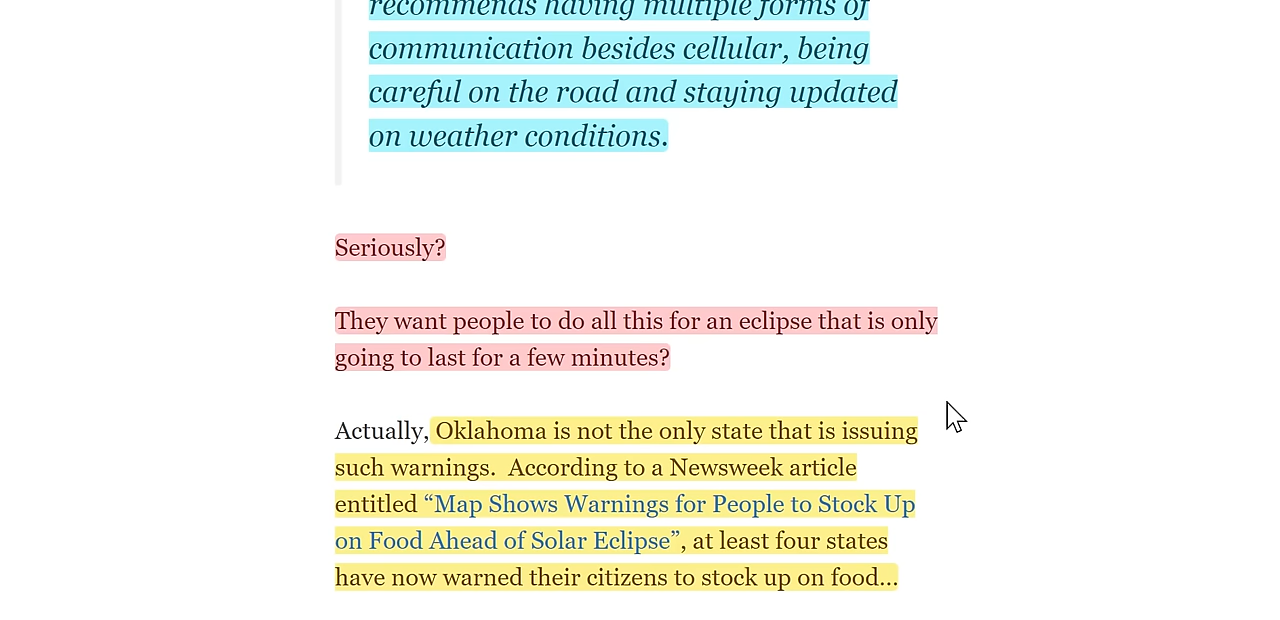 recommends having multiple forms of
communication besides cellular, being
careful on the road and staying updated
on weather conditions.
Seriously?
They want people to do all this for an eclipse that is only
going to last for a few minutes?
Actually, Oklahoma is not the only state that is issuing
such warnings.  According to a Newsweek article
entitled “Map Shows Warnings for People to Stock Up
on Food Ahead of Solar Eclipse”, at least four states
have now warned their citizens to stock up on food…